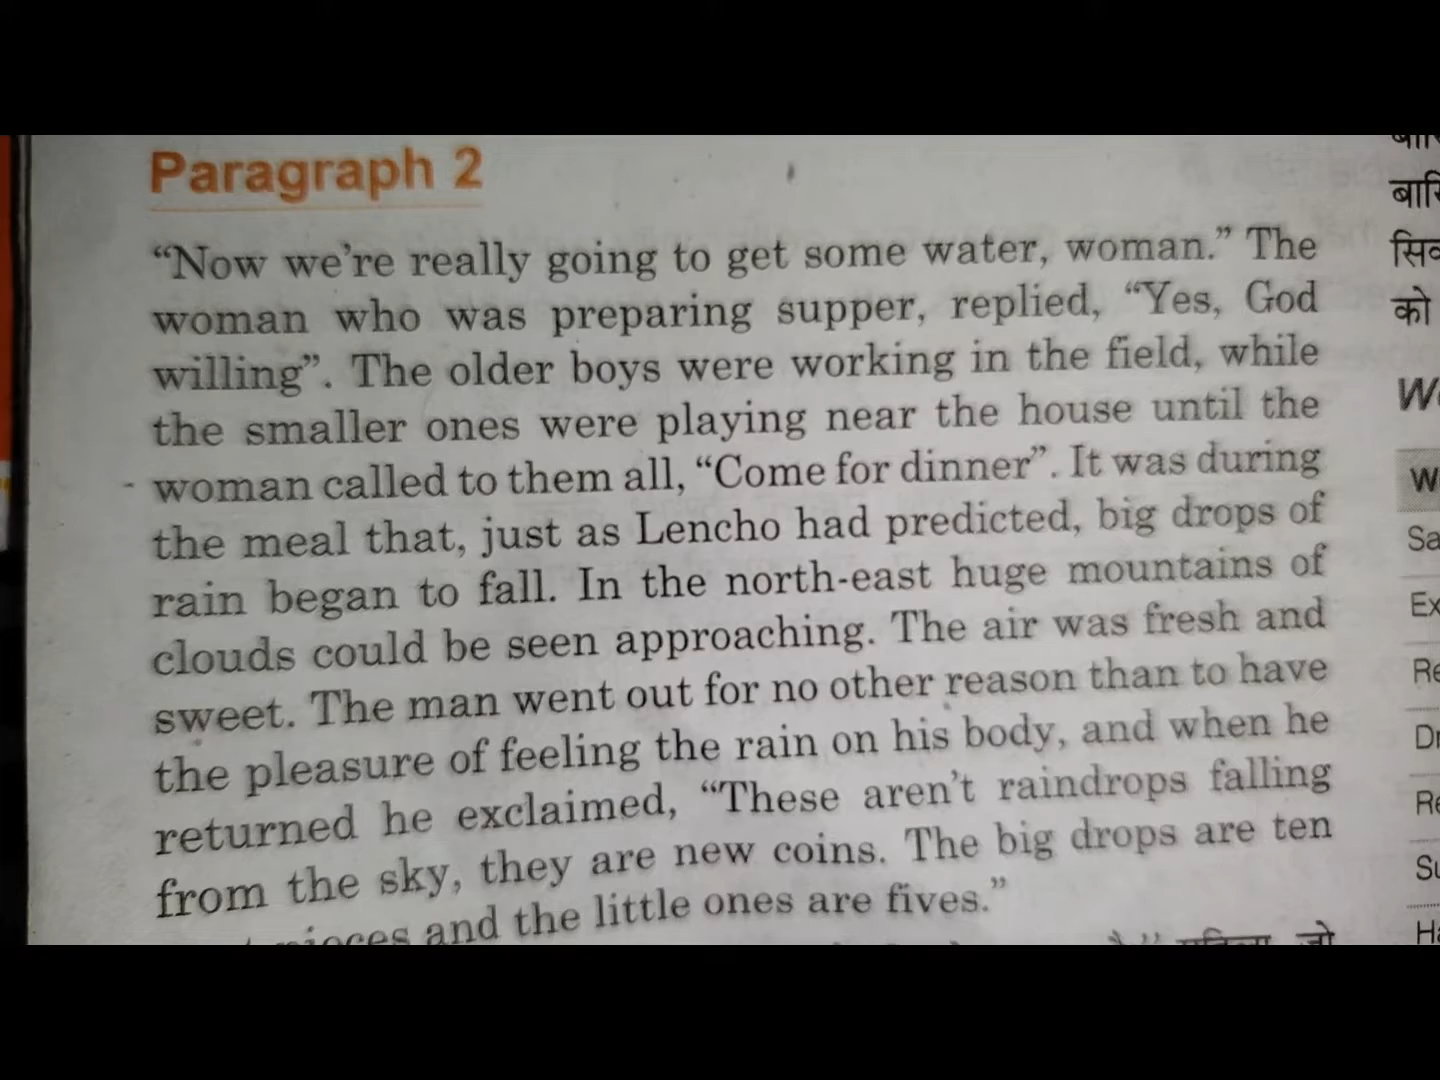 Paragraph 2
“Now we’re really going to get some water, woman.” The
woman who was preparing supper, replied, “Yes, God
willing”. The older boys were working in the field, while
the smaller ones were playing near the house until the
woman called to them all, “Come for dinner”. It was during
the meal that, just as Lencho had predicted, big drops of
rain began to fall. In the north-east huge mountains of
clouds could be seen approaching. The air was fresh and
sweet. The man went out for no other reason than to have
the pleasure of feeling the rain on his body, and when he
returned he exclaimed, “These aren’t raindrops falling
from the sky, they are new coins. The big drops are ten
pieces and the little ones are fives.”
को